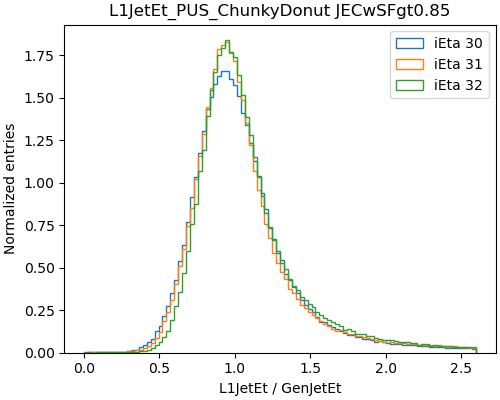 L1JetEt_PUS_ChunkyDonut JECwSFgt0.85
iEta 30
iEta 31
iEta 32
Normalized entries
1.75
1.50
1.25
1.00
0.75
0.50
0.25
0.00
0.0 0.5 1.0 1.5 2.0 2.5
L1JetEt / GenJetEt